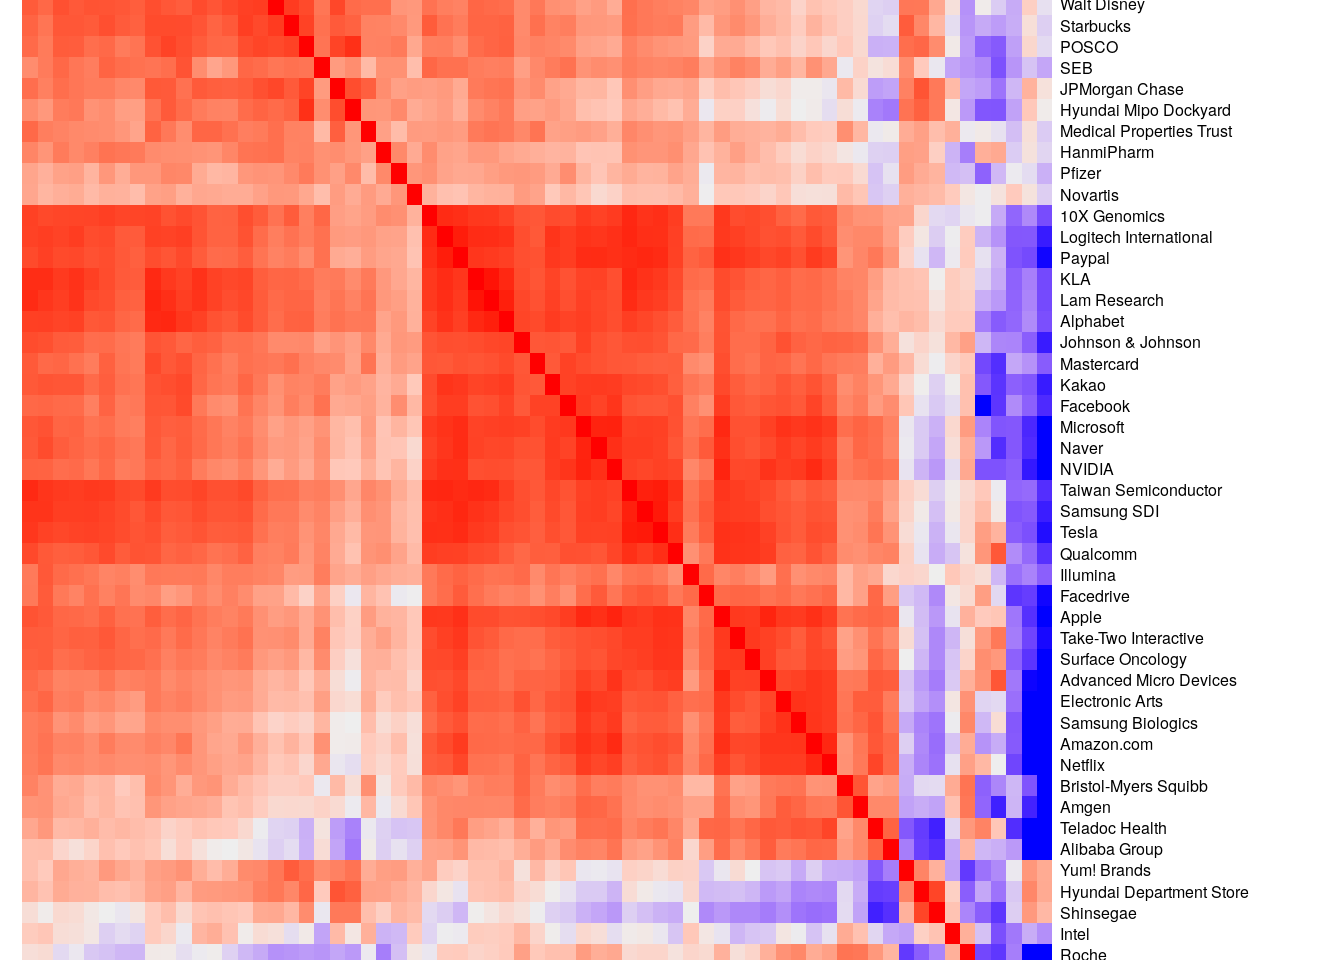 Walt Disney
Starbucks
POSCO
SEB
JPMorgan Chase
Hyundai Mipo Dockyard
Medical Properties Trust
HanmiPharm
Pfizer
Novartis
10X Genomics
Logitech International
Paypal
KLA
Lam Research
Alphabet
Johnson & Johnson
Mastercard
Kakao
Facebook
Microsoft
Naver
NVIDIA
Taiwan Semiconductor
Samsung SDI
Tesla
Qualcomm
Illumina
Facedrive
Apple
Take-Two Interactive
Surface Oncology
Advanced Micro Devices
Electronic Arts
Samsung Biologics
Amazon.com
Netflix
Bristol-Myers Squibb
Amgen
Teladoc Health
Alibaba Group
Yum! Brands
Hyundai Department Store
Shinsegae
Intel
Roche